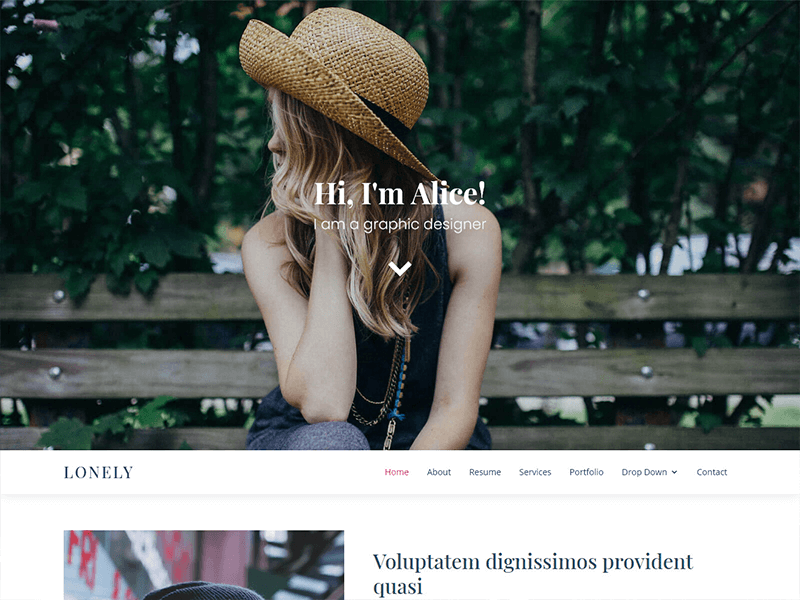 Hi, I'm Alice!
I am a graphic designer
LONELY
Home About Resume Services Portfolio Drop Down Contact
Voluptatem dignissimos provident
quasi